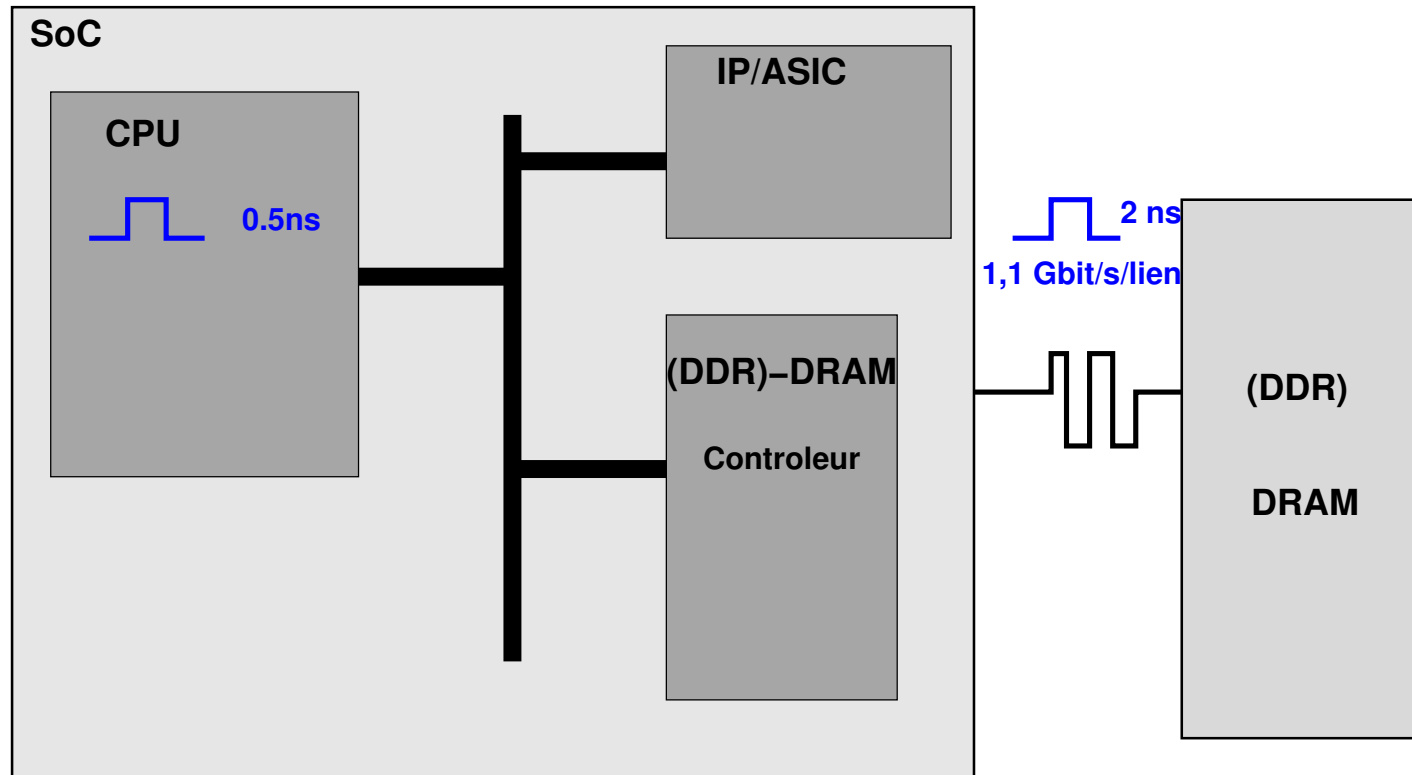 SoC
CPU
0.5ns
IP/ASIC
(DDR)−DRAM
Controleur
2 ns
1,1 Gbit/s/lien
(DDR)
DRAM